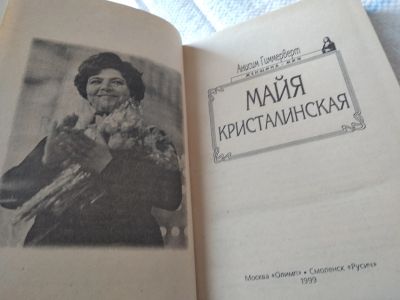 Анисим Гиммерверт
женщина - миф
МАЙЯ
КРИСТАЛИНСКАЯ
Москва «Олимп» • Смоленск «Русич»
1999